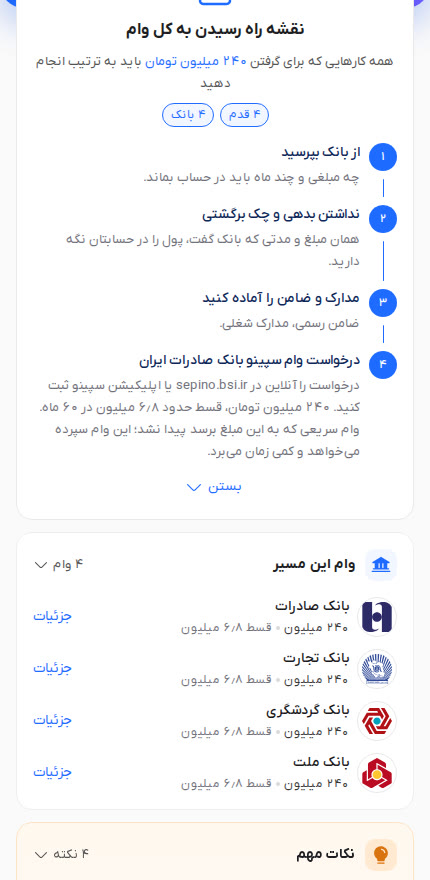 نقشه راه رسیدن به کل وام
همه کارهایی که برای گرفتن ۲۴۰ میلیون تومان باید به ترتیب انجام
دهید
۴ قدم
۴ بانک
۱
از بانک بپرسید
چه مبلغی و چند ماه باید در حساب بماند.
۲
نداشتن بدهی و چک برگشتی
همان مبلغ و مدتی که بانک گفت، پول را در حسابتان نگه
دارید.
۳
مدارک و ضامن را آماده کنید
ضامن رسمی، مدارک شغلی.
۴
درخواست وام سپینو بانک صادرات ایران
درخواست را آنلاین در sepino.bsi.ir یا اپلیکیشن سپینو ثبت
کنید. ۲۴۰ میلیون تومان، قسط حدود ۶٫۸ میلیون در ۶۰ ماه.
وام سریعی که به این مبلغ برسد پیدا نشد؛ این وام سپرده
می‌خواهد و کمی زمان می‌برد.
بستن
وام این مسیر
۴ وام
بانک صادرات
۲۴۰ میلیون • قسط ۶٫۸ میلیون
جزئیات
بانک تجارت
۲۴۰ میلیون • قسط ۶٫۸ میلیون
جزئیات
بانک گردشگری
۲۴۰ میلیون • قسط ۶٫۸ میلیون
جزئیات
بانک ملت
۲۴۰ میلیون • قسط ۶٫۸ میلیون
جزئیات
نکات مهم
۴ نکته